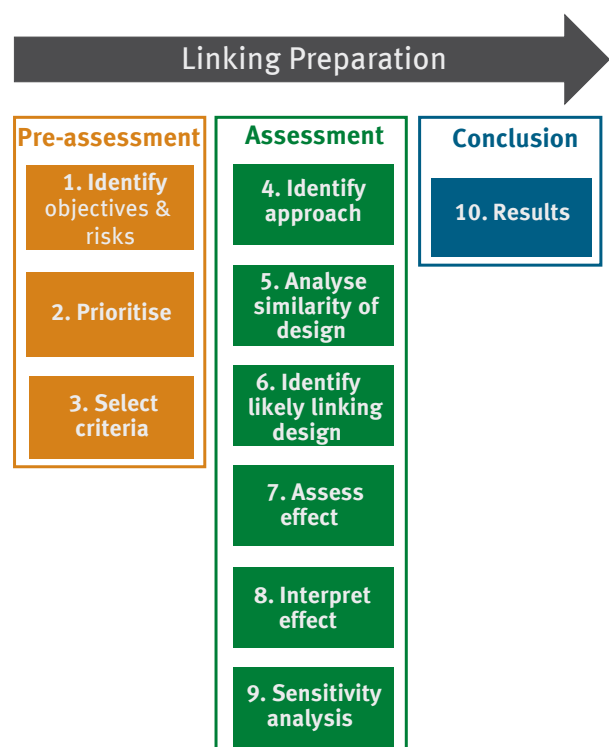 Linking Preparation
Pre-assessment
1. Identify
objectives &
risks
2. Prioritise
3. Select
criteria
Assessment
4. Identify
approach
5. Analyse
similarity of
design
6. Identify
likely linking
design
7. Assess
effect
8. Interpret
effect
9. Sensitivity
analysis
Conclusion
10. Results